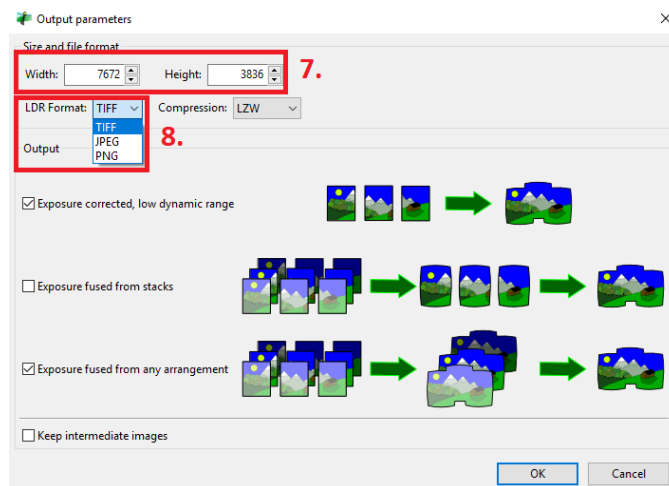 Output parameters
Size and file format
Width: 7672 Height: 3836 7.
LDR Format: TIFF Compression: LZW
TIFF
JPEG
PNG
8.
Output
Exposure corrected, low dynamic range
Exposure fused from stacks
Exposure fused from any arrangement
Keep intermediate images
OK Cancel